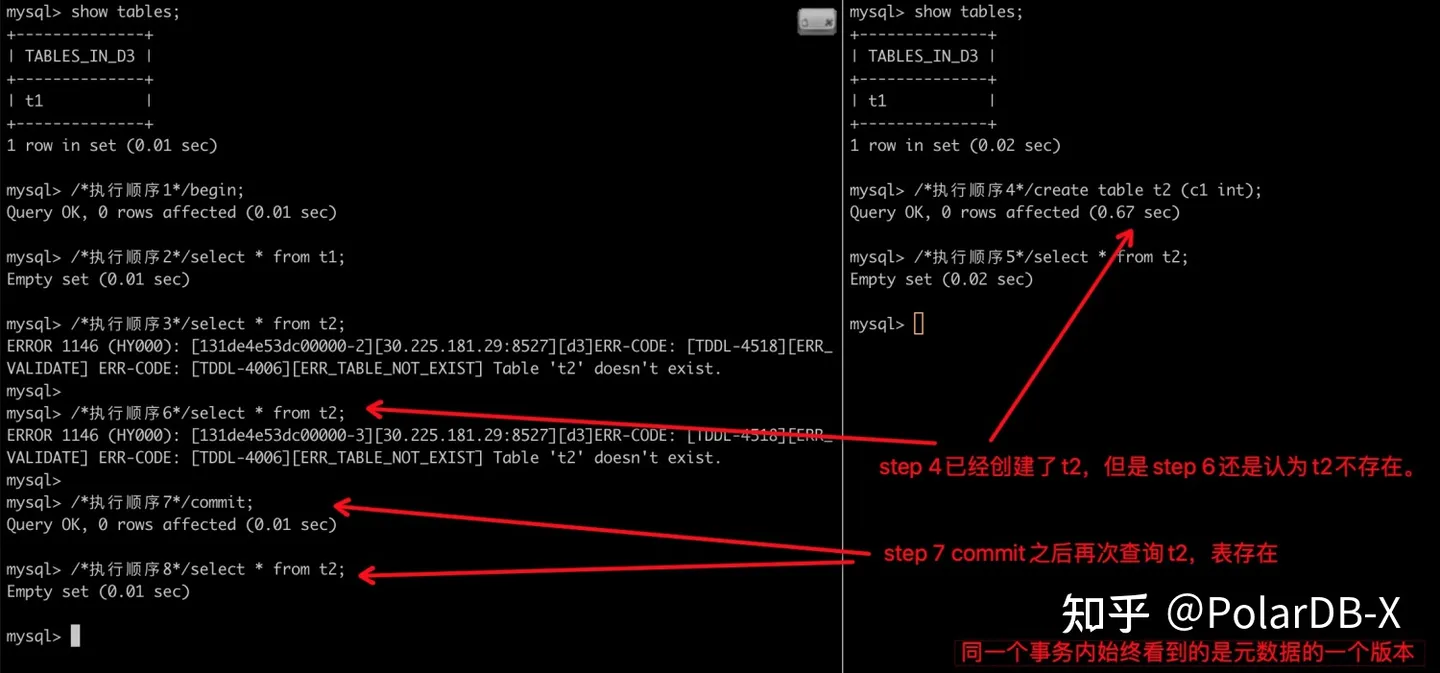 mysql> show tables;
+--------------+
| TABLES_IN_D3 |
+--------------+
| t1           |
+--------------+
1 row in set (0.01 sec)
mysql> /*执行顺序1*/begin;
Query OK, 0 rows affected (0.01 sec)
mysql> /*执行顺序2*/select * from t1;
Empty set (0.01 sec)
mysql> /*执行顺序3*/select * from t2;
ERROR 1146 (HY000): [131de4e53dc00000-2][30.225.181.29:8527][d3]ERR-CODE: [TDDL-4518][ERR_
VALIDATE] ERR-CODE: [TDDL-4006][ERR_TABLE_NOT_EXIST] Table 't2' doesn't exist.
mysql>
mysql> /*执行顺序6*/select * from t2;
ERROR 1146 (HY000): [131de4e53dc00000-3][30.225.181.29:8527][d3]ERR-CODE: [TDDL-4518][ERR_
VALIDATE] ERR-CODE: [TDDL-4006][ERR_TABLE_NOT_EXIST] Table 't2' doesn't exist.
mysql>
mysql> /*执行顺序7*/commit;
Query OK, 0 rows affected (0.01 sec)
mysql> /*执行顺序8*/select * from t2;
Empty set (0.01 sec)
mysql>
mysql> show tables;
+--------------+
| TABLES_IN_D3 |
+--------------+
| t1           |
+--------------+
1 row in set (0.02 sec)
mysql> /*执行顺序4*/create table t2 (c1 int);
Query OK, 0 rows affected (0.67 sec)
mysql> /*执行顺序5*/select * from t2;
Empty set (0.02 sec)
mysql>
step 4已经创建了t2，但是step 6还是认为t2不存在。
step 7 commit之后再次查询t2，表存在
知乎 @PolarDB-X
同一个事务内始终看到的是元数据的一个版本